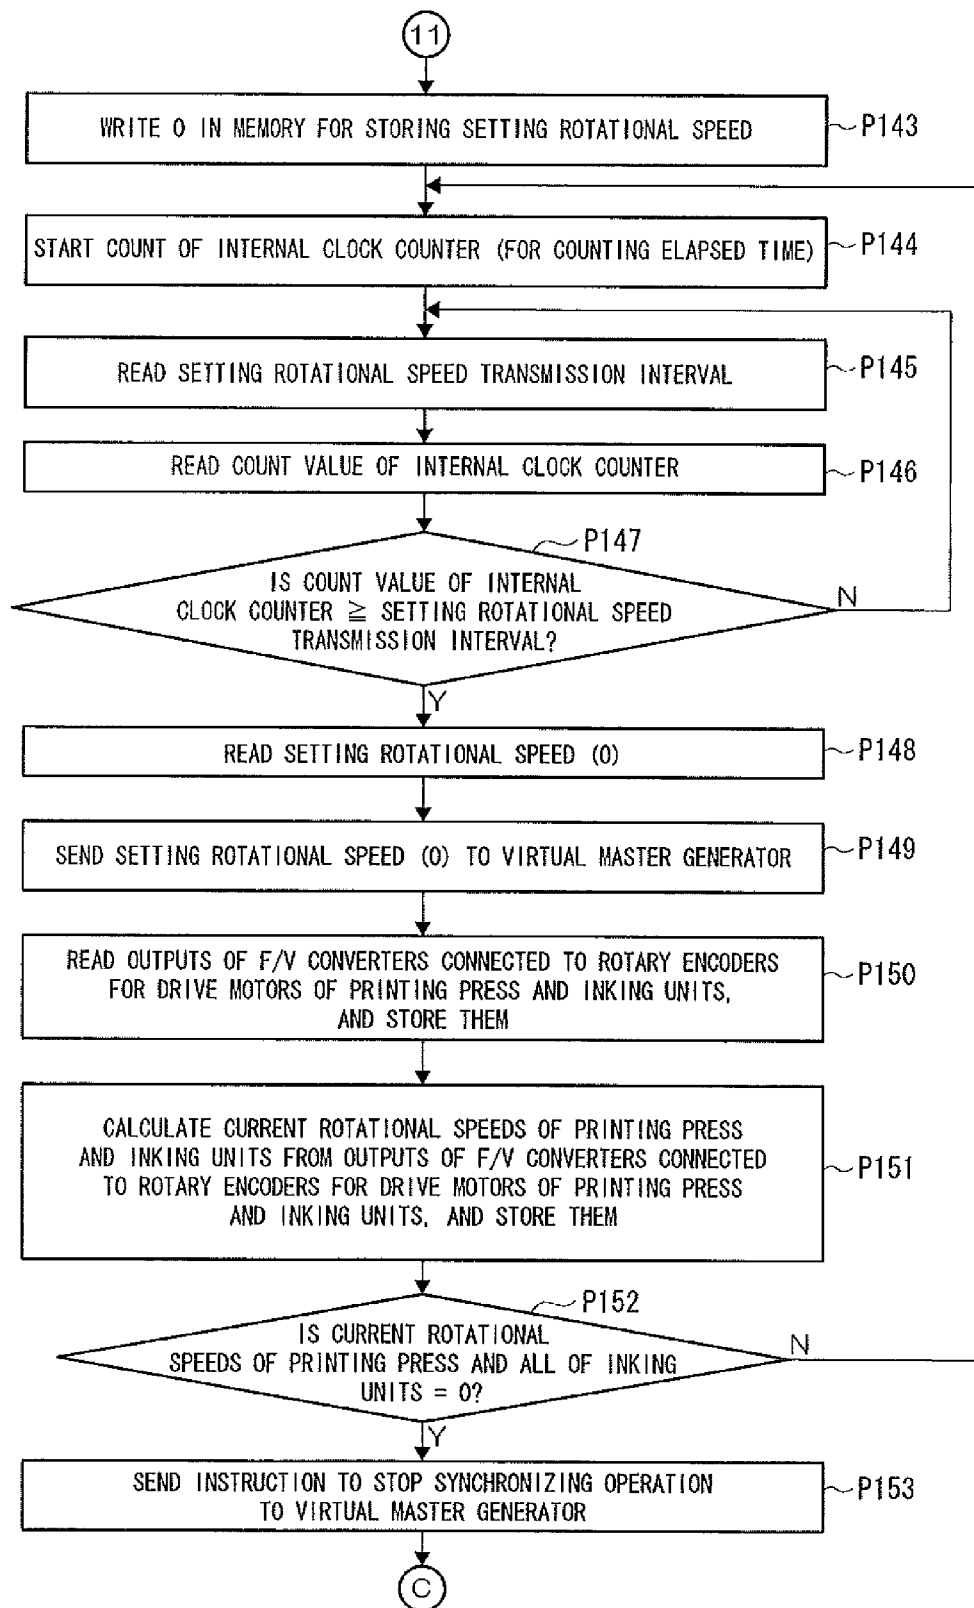 11
WRITE 0 IN MEMORY FOR STORING SETTING ROTATIONAL SPEED
P143
START COUNT OF INTERNAL CLOCK COUNTER (FOR COUNTING ELAPSED TIME)
P144
READ SETTING ROTATIONAL SPEED TRANSMISSION INTERVAL
P145
READ COUNT VALUE OF INTERNAL CLOCK COUNTER
P146
P147
IS COUNT VALUE OF INTERNAL
CLOCK COUNTER ≧ SETTING ROTATIONAL SPEED
TRANSMISSION INTERVAL?
N
Y
READ SETTING ROTATIONAL SPEED (0)
P148
SEND SETTING ROTATIONAL SPEED (0) TO VIRTUAL MASTER GENERATOR
P149
READ OUTPUTS OF F/V CONVERTERS CONNECTED TO ROTARY ENCODERS
FOR DRIVE MOTORS OF PRINTING PRESS AND INKING UNITS,
AND STORE THEM
P150
CALCULATE CURRENT ROTATIONAL SPEEDS OF PRINTING PRESS
AND INKING UNITS FROM OUTPUTS OF F/V CONVERTERS CONNECTED
TO ROTARY ENCODERS FOR DRIVE MOTORS OF PRINTING PRESS
AND INKING UNITS, AND STORE THEM
P151
P152
IS CURRENT ROTATIONAL
SPEEDS OF PRINTING PRESS AND ALL OF INKING
UNITS = 0?
N
Y
SEND INSTRUCTION TO STOP SYNCHRONIZING OPERATION
TO VIRTUAL MASTER GENERATOR
P153
C